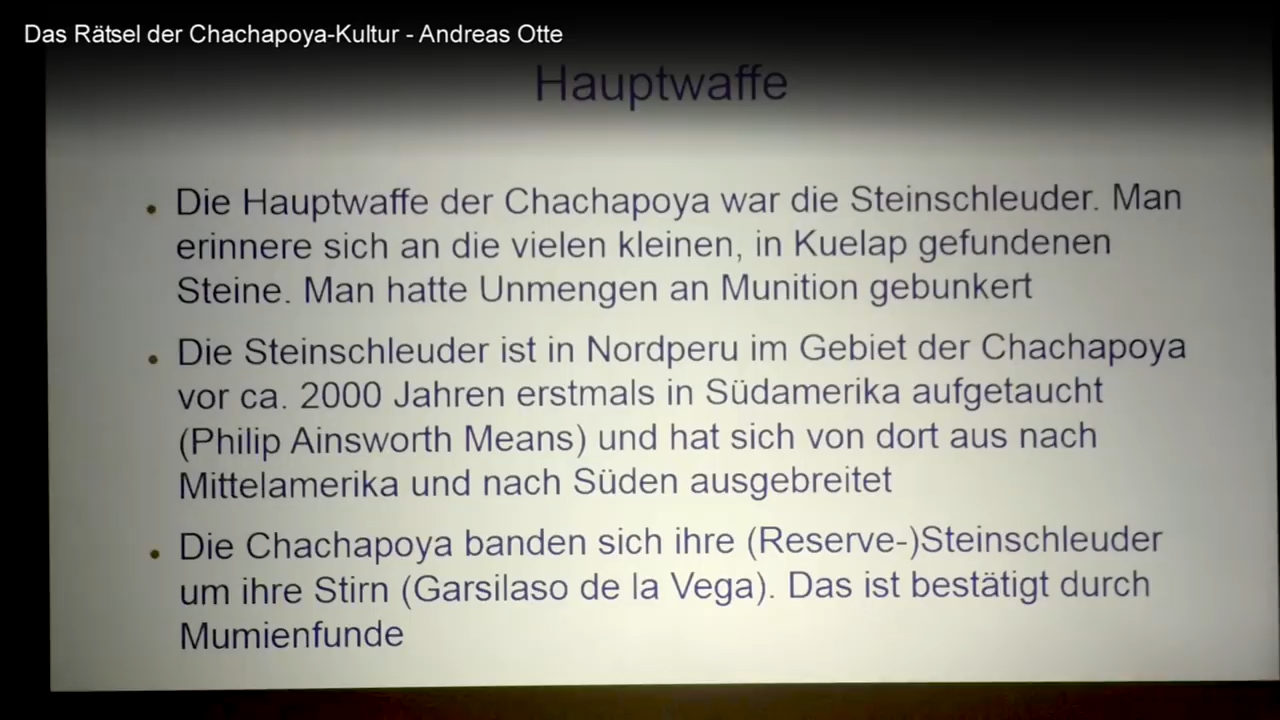 Das Rätsel der Chachapoya-Kultur - Andreas Otte
Hauptwaffe
• Die Hauptwaffe der Chachapoya war die Steinschleuder. Man
erinnere sich an die vielen kleinen, in Kuelap gefundenen
Steine. Man hatte Unmengen an Munition gebunkert
• Die Steinschleuder ist in Nordperu im Gebiet der Chachapoya
vor ca. 2000 Jahren erstmals in Südamerika aufgetaucht
(Philip Ainsworth Means) und hat sich von dort aus nach
Mittelamerika und nach Süden ausgebreitet
• Die Chachapoya banden sich ihre (Reserve-)Steinschleuder
um ihre Stirn (Garsilaso de la Vega). Das ist bestätigt durch
Mumienfunde